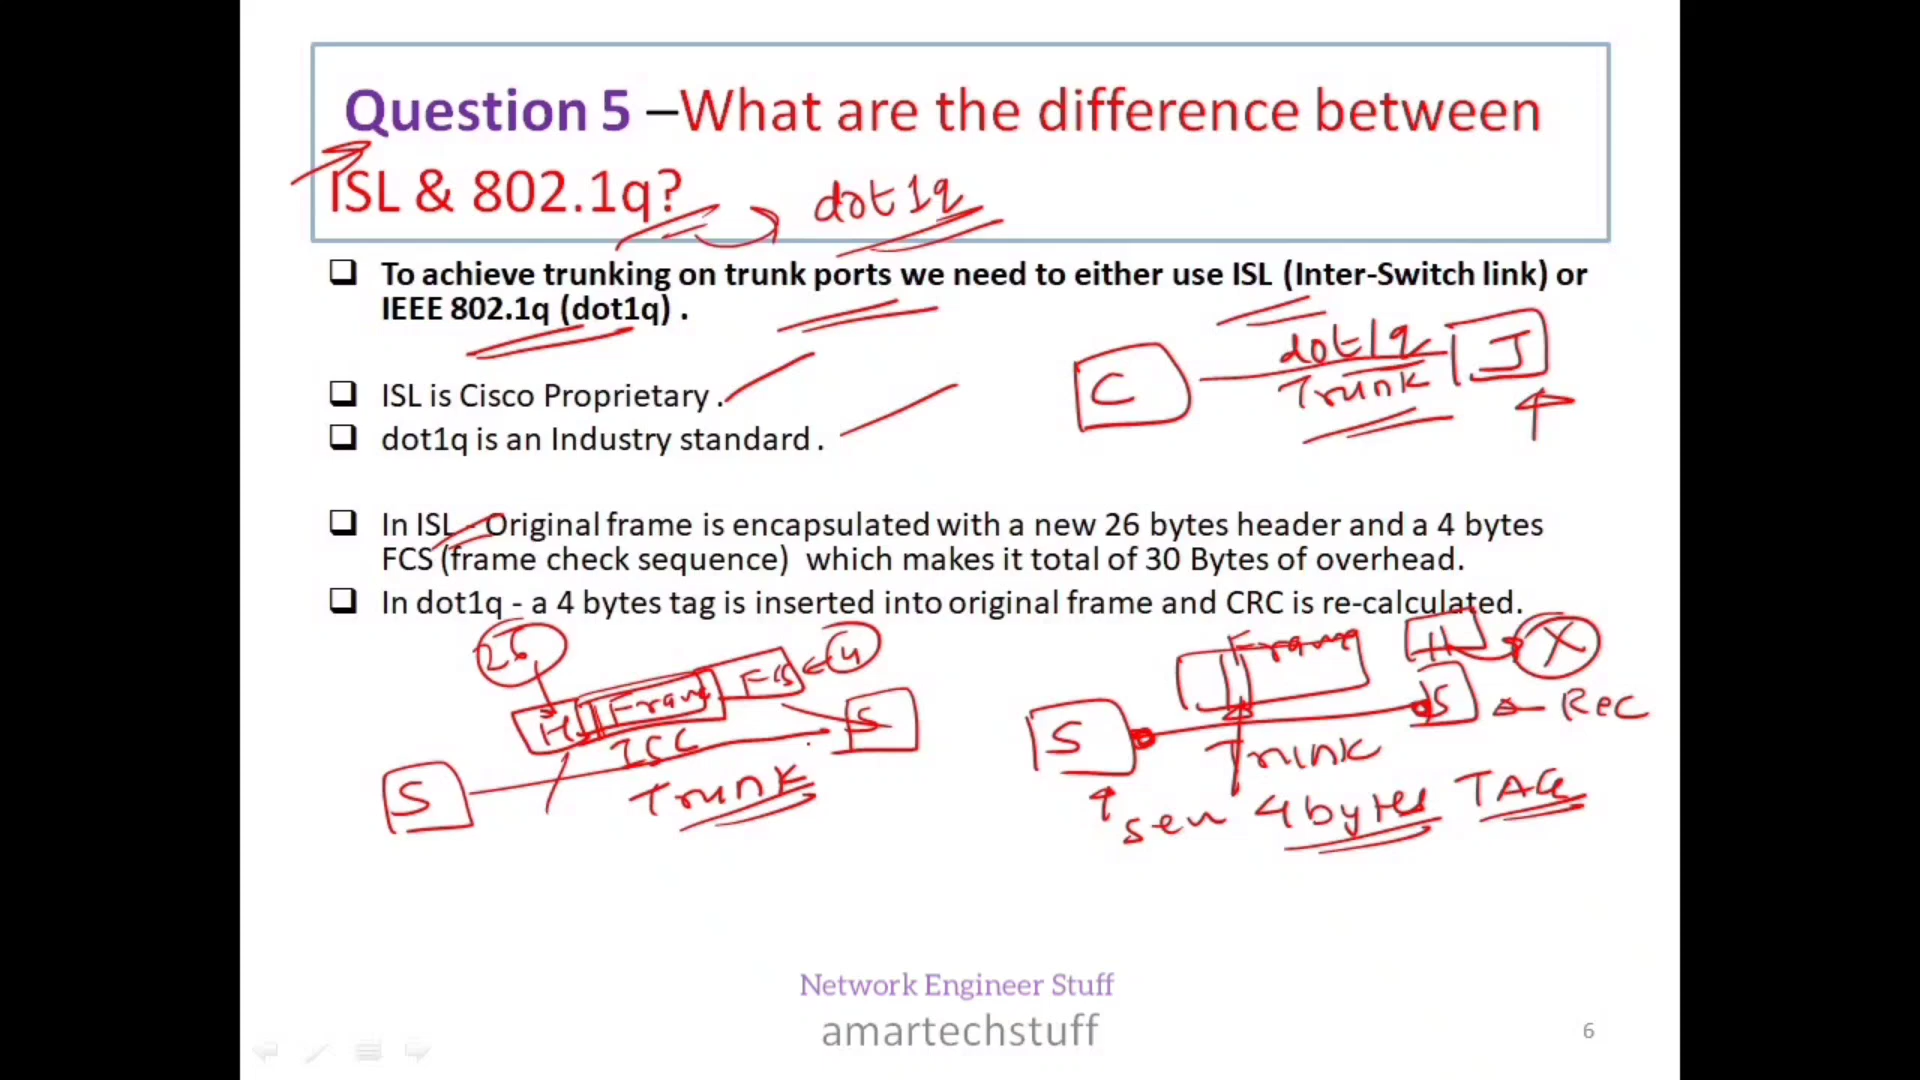 Question 5 –What are the difference between
ISL & 802.1q?
dot1q
❑ To achieve trunking on trunk ports we need to either use ISL (Inter-Switch link) or
IEEE 802.1q (dot1q) .
❑ ISL is Cisco Proprietary .
❑ dot1q is an Industry standard .
C
dot1q
Trunk
J
❑ In ISL - Original frame is encapsulated with a new 26 bytes header and a 4 bytes
FCS (frame check sequence) which makes it total of 30 Bytes of overhead.
❑ In dot1q - a 4 bytes tag is inserted into original frame and CRC is re-calculated.
26
4
H Frame FCS
S
S
Trunk
Frame
H
X
S
S
Rec
Trunk
sen 4 bytes TAG
Network Engineer Stuff
amartechstuff
6